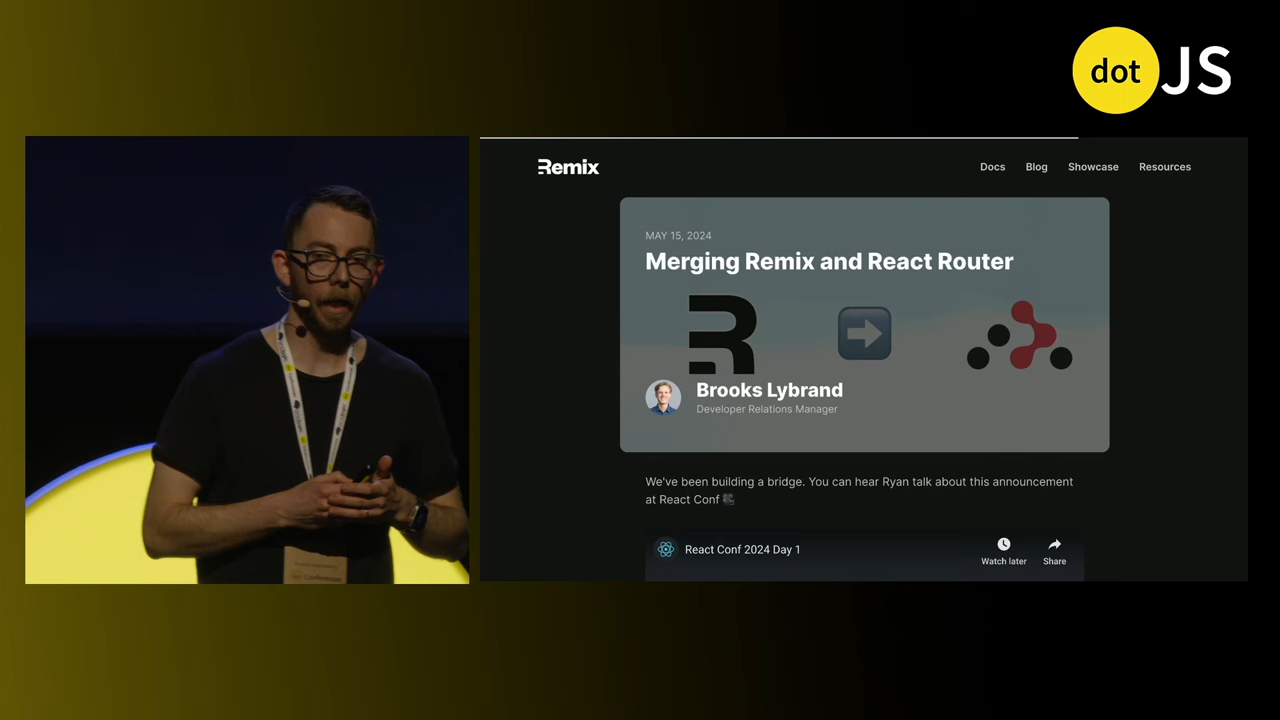 dot JS
Remix
Docs Blog Showcase Resources
MAY 15, 2024
Merging Remix and React Router
Brooks Lybrand
Developer Relations Manager
We've been building a bridge. You can hear Ryan talk about this announcement
at React Conf
React Conf 2024 Day 1
Watch later Share